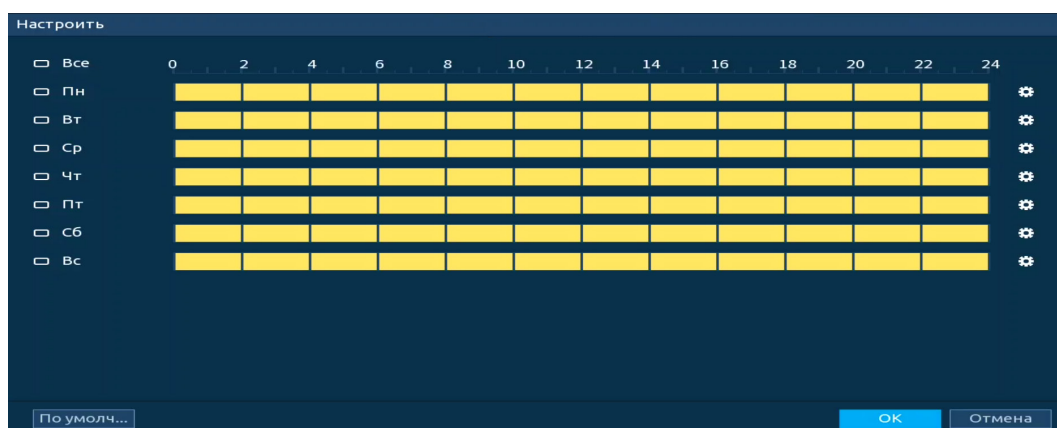 Настроить
Все 0 2 4 6 8 10 12 14 16 18 20 22 24
Пн
Вт
Ср
Чт
Пт
Сб
Вс
По умолч... OK Отмена